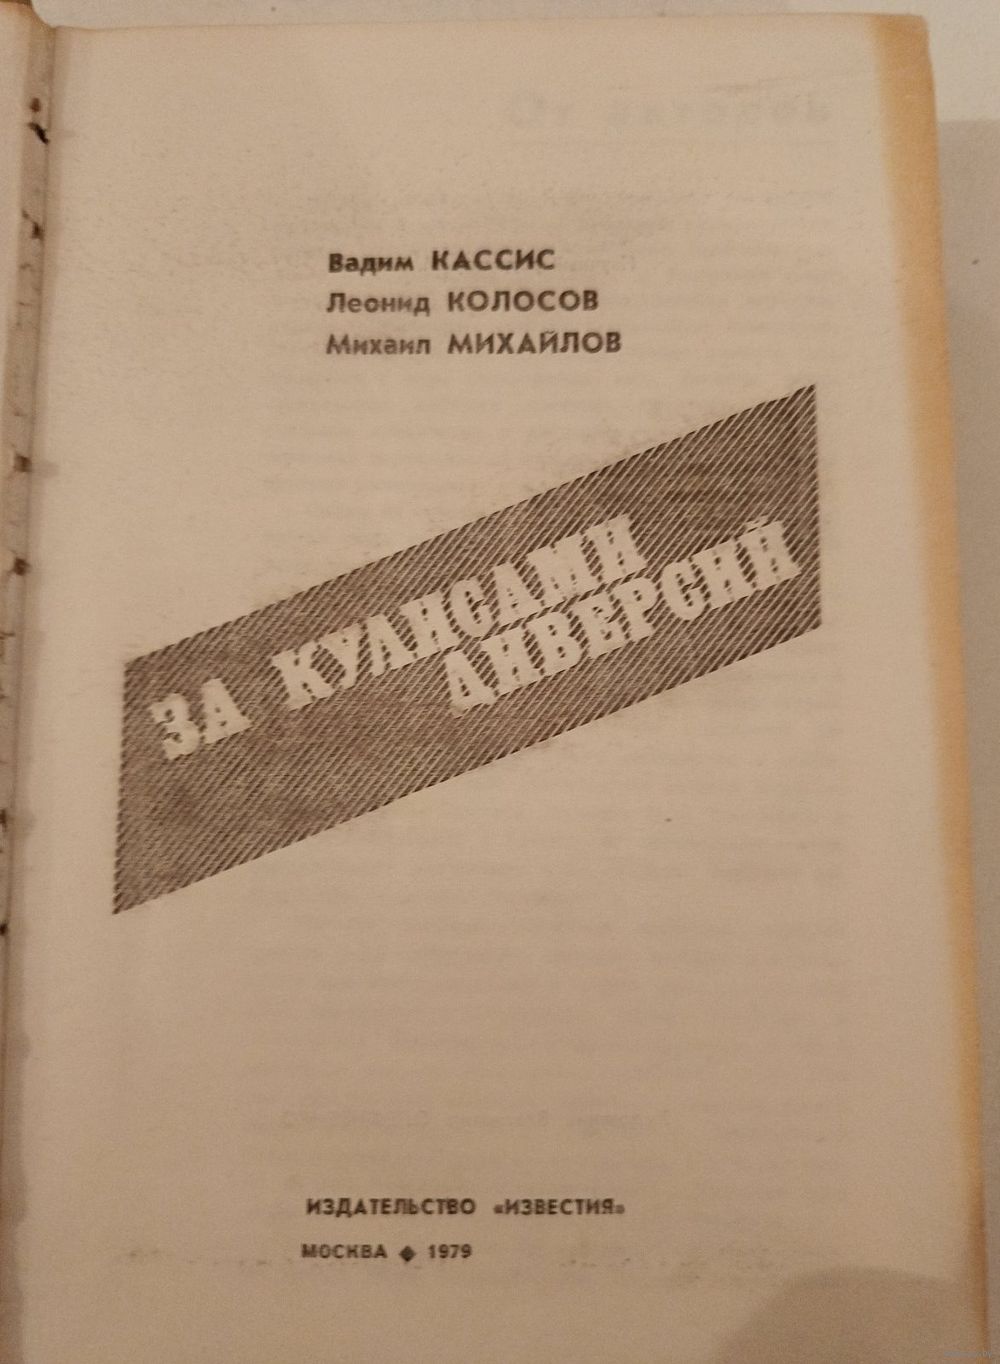 Вадим КАССИС
Леонид КОЛОСОВ
Михаил МИХАЙЛОВ
ЗА КУЛИСАМИ
ДИВЕРСИЙ
ИЗДАТЕЛЬСТВО «ИЗВЕСТИЯ»
МОСКВА ◆ 1979